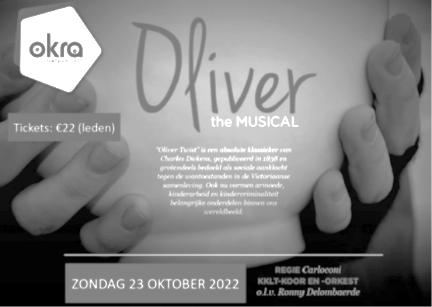 okra
Oliver
the MUSICAL
Tickets: €22 (leden)
"Oliver Twist" is een absolute klassieker van
Charles Dickens, gepubliceerd in 1838 en
grotendeels bedoeld als sociale aanklacht
tegen de wantoestanden in de Victoriaanse
samenleving. Ook nu vormen armoede,
kinderarbeid en kindercriminaliteit
belangrijke onderdelen binnen ons
wereldbeeld.
ZONDAG 23 OKTOBER 2022
REGIE Carloconi
KKLT-KOOR EN -ORKEST
o.l.v. Ronny Delombaerde